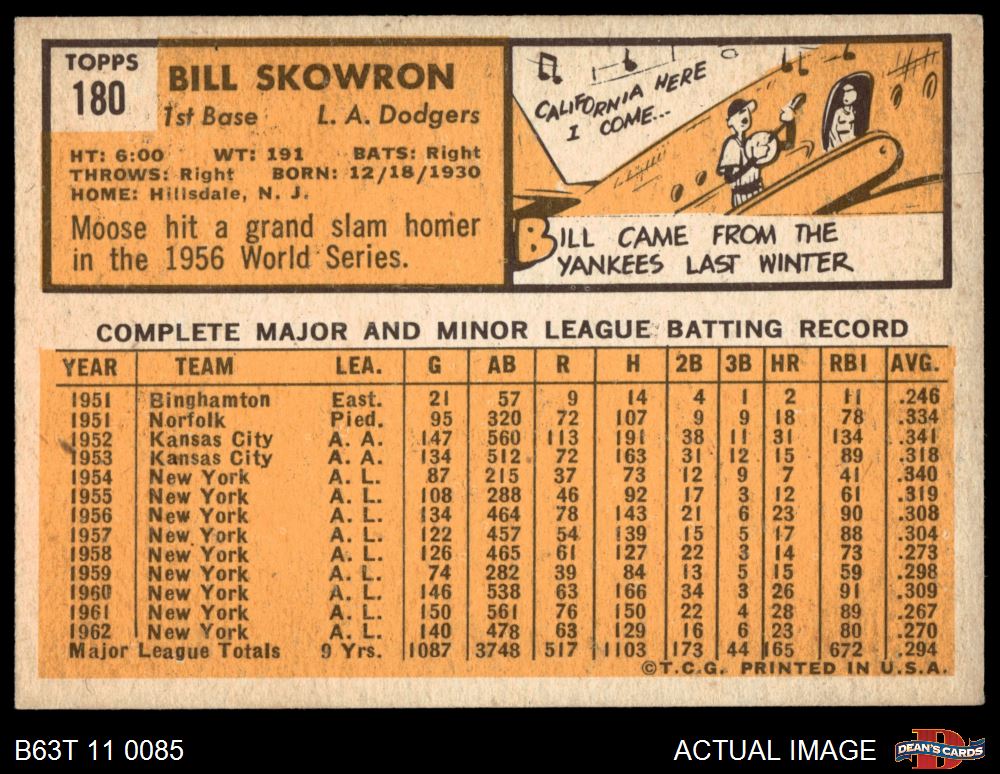 TOPPS
180
BILL SKOWRON
1st Base L. A. Dodgers
HT: 6:00 WT: 191 BATS: Right
THROWS: Right BORN: 12/18/1930
HOME: Hillsdale, N. J.
Moose hit a grand slam homer
in the 1956 World Series.
CALIFORNIA HERE
I COME...
BILL CAME FROM THE
YANKEES LAST WINTER
COMPLETE MAJOR AND MINOR LEAGUE BATTING RECORD
YEAR TEAM LEA. G AB R H 2B 3B HR RBI AVG.
1951 Binghamton East. 21 57 9 14 4 1 2 11 .246
1951 Norfolk Pied. 95 320 72 107 9 9 18 78 .334
1952 Kansas City A. A. 147 560 113 191 38 11 31 134 .341
1953 Kansas City A. A. 134 512 72 163 31 12 15 89 .318
1954 New York A. L. 87 215 37 73 12 9 7 41 .340
1955 New York A. L. 108 288 46 92 17 3 12 61 .319
1956 New York A. L. 134 464 78 143 21 6 23 90 .308
1957 New York A. L. 122 457 54 139 15 5 17 88 .304
1958 New York A. L. 126 465 61 127 22 3 14 73 .273
1959 New York A. L. 74 282 39 84 13 5 15 59 .298
1960 New York A. L. 146 538 63 166 34 3 26 91 .309
1961 New York A. L. 150 561 76 150 22 4 28 89 .267
1962 New York A. L. 140 478 63 129 16 6 23 80 .270
Major League Totals 9 Yrs. 1087 3748 517 1103 173 44 165 672 .294
©T.C.G. PRINTED IN U.S.A.
B63T 11 0085 ACTUAL IMAGE DEAN'S CARDS